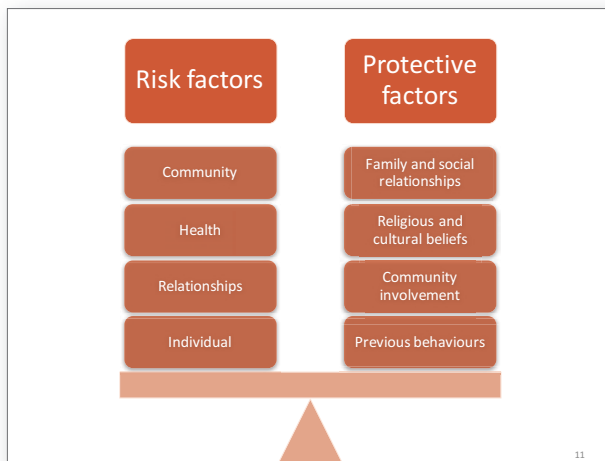 Risk factors
Protective
factors
Community
Health
Relationships
Individual
Family and social
relationships
Religious and
cultural beliefs
Community
involvement
Previous behaviours
11